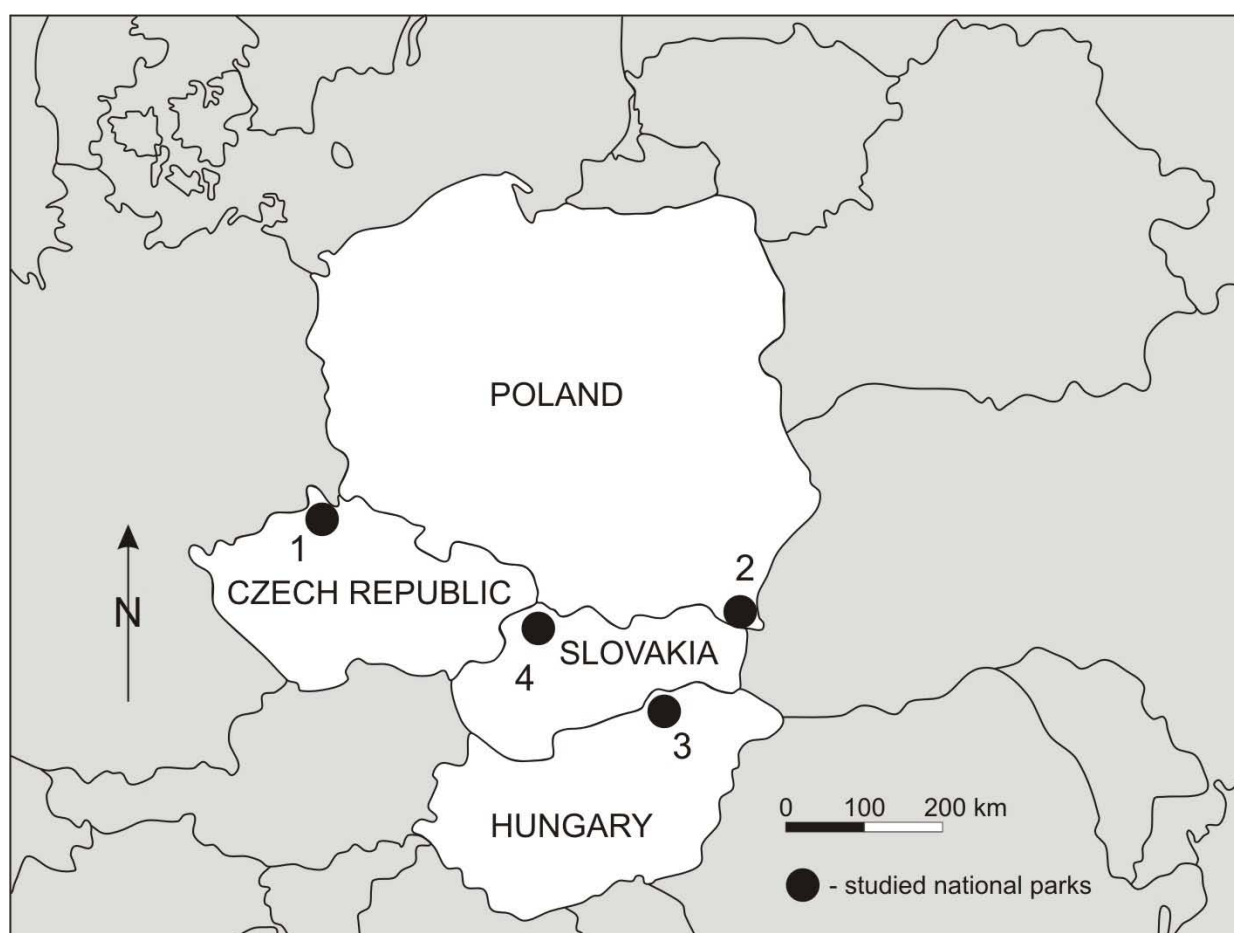 POLAND
1
N
CZECH REPUBLIC
2
4
SLOVAKIA
3
HUNGARY
0 100 200 km
- studied national parks